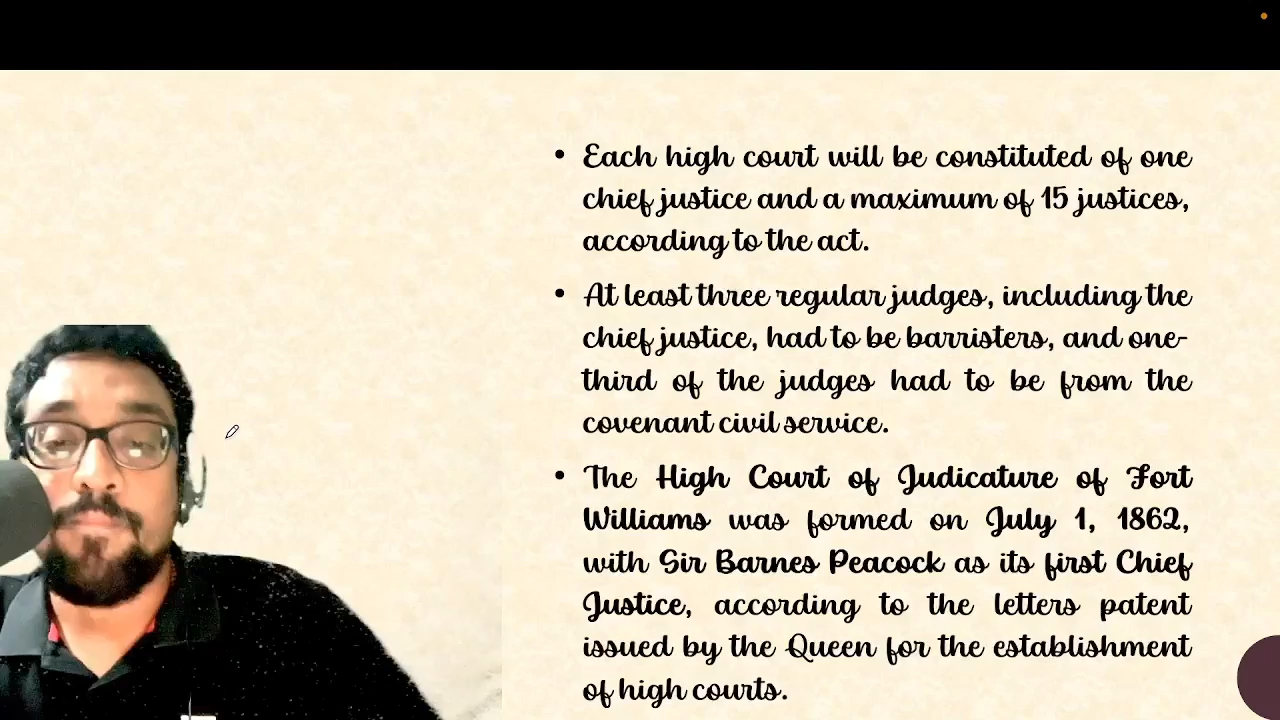 • Each high court will be constituted of one
chief justice and a maximum of 15 justices,
according to the act.
• At least three regular judges, including the
chief justice, had to be barristers, and one-
third of the judges had to be from the
covenant civil service.
• The High Court of Judicature of Fort
Williams was formed on July 1, 1862,
with Sir Barnes Peacock as its first Chief
Justice, according to the letters patent
issued by the Queen for the establishment
of high courts.